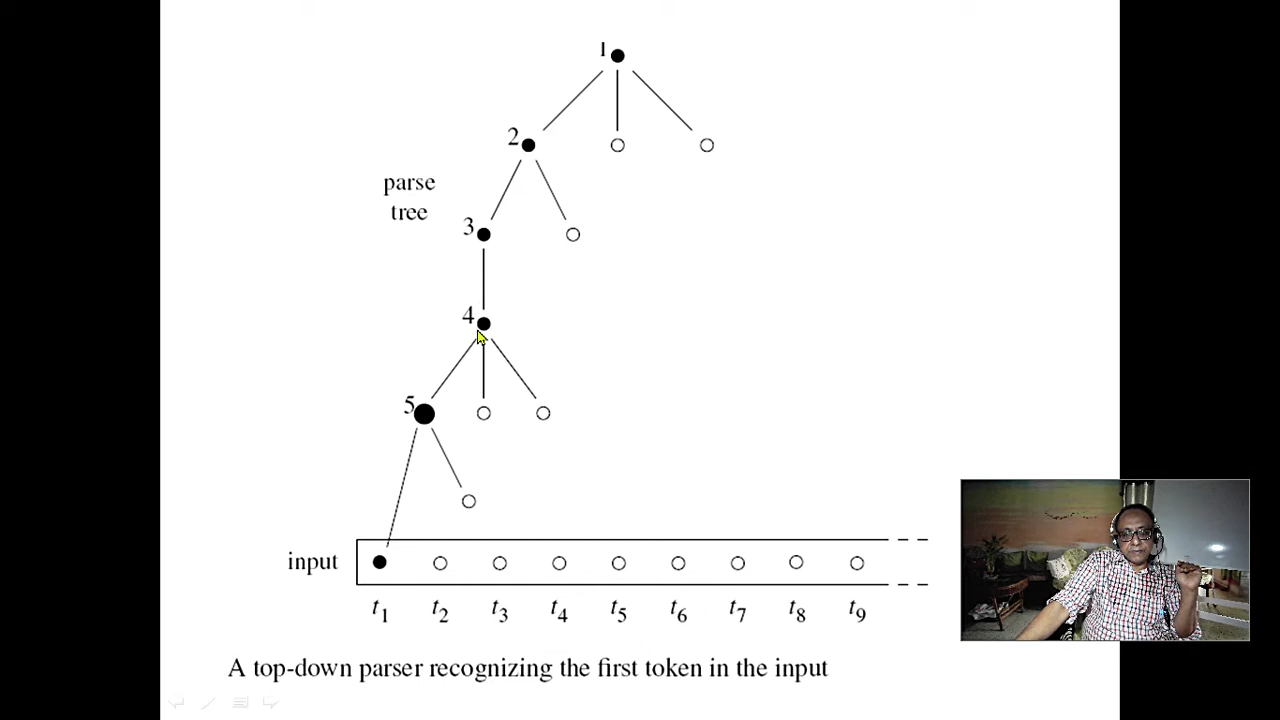 1
2
parse
tree
3
4
5
input
t1 t2 t3 t4 t5 t6 t7 t8 t9
A top-down parser recognizing the first token in the input